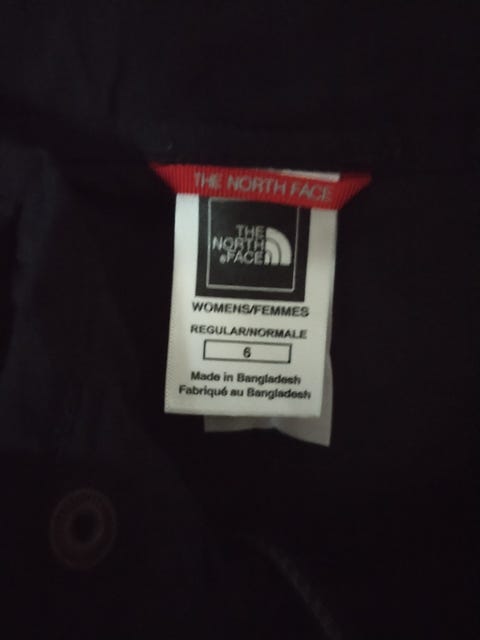 THE NORTH FACE
THE
NORTH
FACE
WOMENS/FEMMES
REGULAR/NORMALE
6
Made in Bangladesh
Fabriqué au Bangladesh